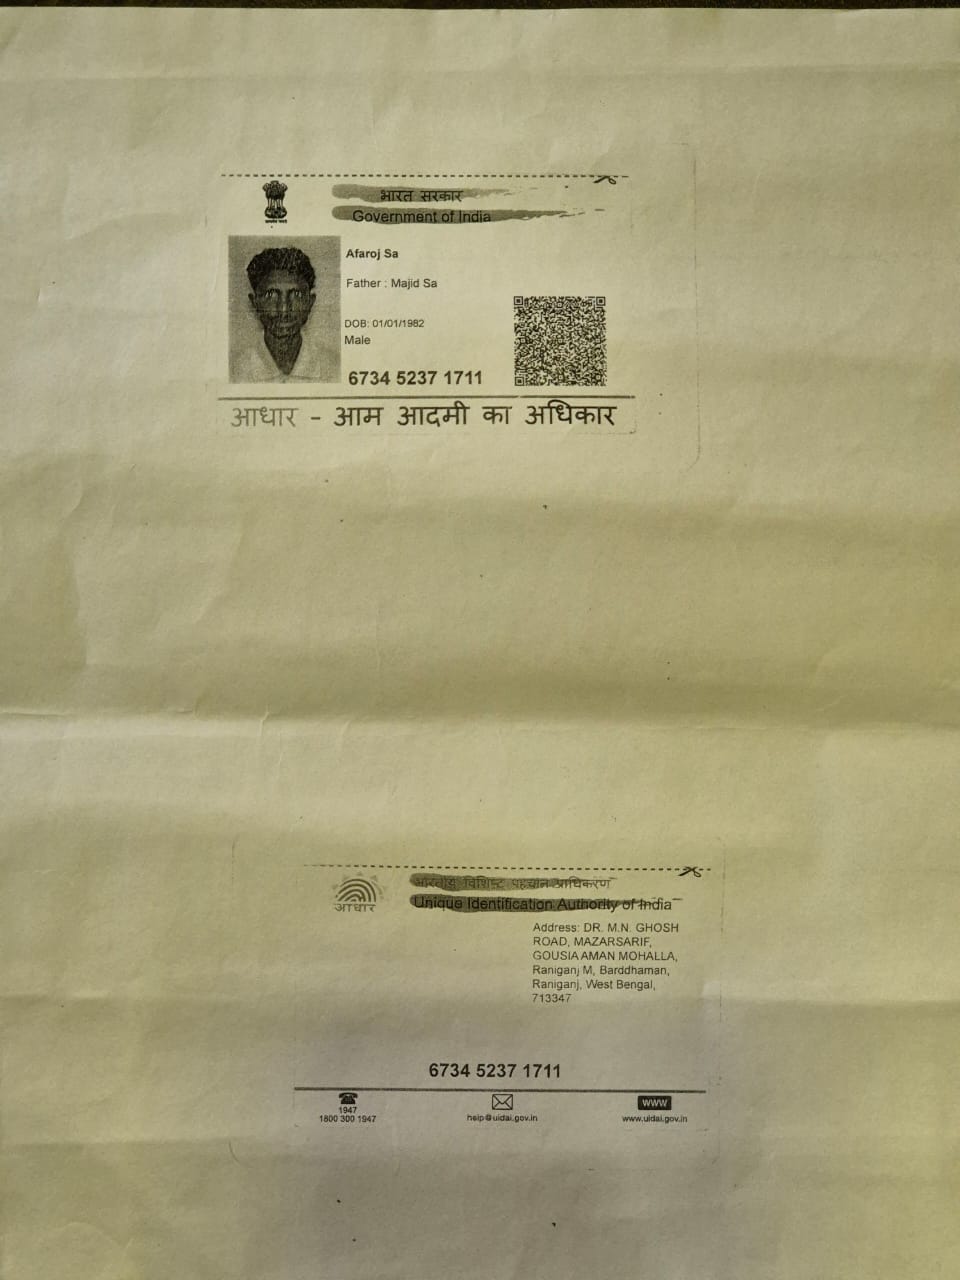 भारत सरकार
Government of India
Afaroj Sa
Father : Majid Sa
DOB: 01/01/1982
Male
6734 5237 1711
आधार - आम आदमी का अधिकार
भारतीय विशिष्ट पहचान प्राधिकरण
आधार
Unique Identification Authority of India
Address: DR. M.N. GHOSH
ROAD, MAZARSARIF,
GOUSIA AMAN MOHALLA,
Raniganj M, Barddhaman,
Raniganj, West Bengal,
713347
6734 5237 1711
1947
1800 300 1947
help@uidai.gov.in
WWW
www.uidai.gov.in